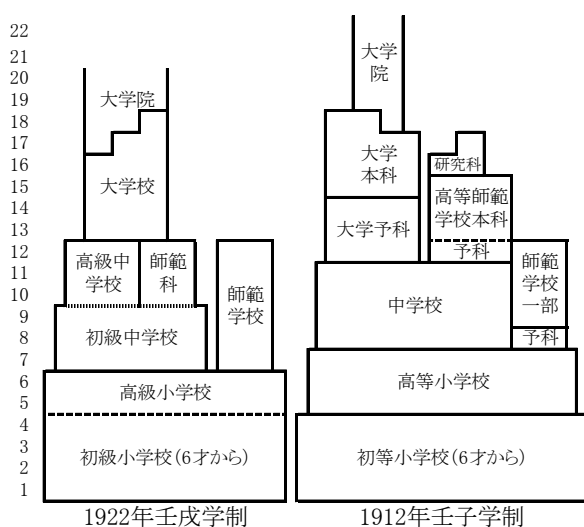 22
21
20
19
18
17
16
15
14
13
12
11
10
9
8
7
6
5
4
3
2
1
大学院
大学校
高級中
学校
師範
科
師範
学校
初級中学校
高級小学校
初級小学校(6才から)
1922年壬戌学制
大学
院
大学
本科
研究科
高等師範
学校本科
大学予科
予科
師範
学校
一部
中学校
予科
高等小学校
初等小学校(6才から)
1912年壬子学制